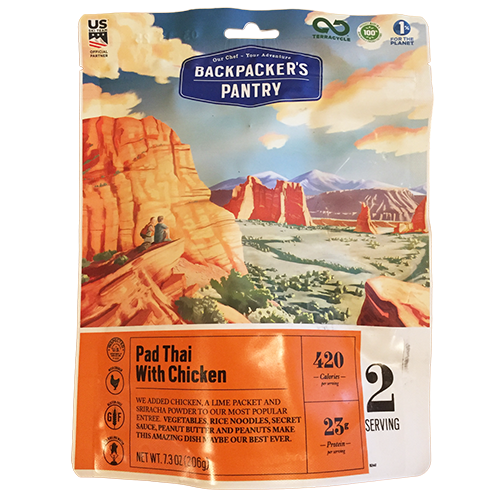 US
SKI TEAM
OFFICIAL
PARTNER
TERRACYCLE
100%
1%
FOR THE
PLANET
Our Chef - Your Adventure
BACKPACKER'S
PANTRY
Pad Thai
With Chicken
WE ADDED CHICKEN, A LIME PACKET AND
SRIRACHA POWDER TO OUR MOST POPULAR
ENTREE. VEGETABLES, RICE NOODLES, SECRET
SAUCE, PEANUT BUTTER AND PEANUTS MAKE
THIS AMAZING DISH MAYBE OUR BEST EVER.
NET WT. 7.3 OZ (206g)
GF
420
Calories
per serving
23g
Protein
per serving
2
SERVING